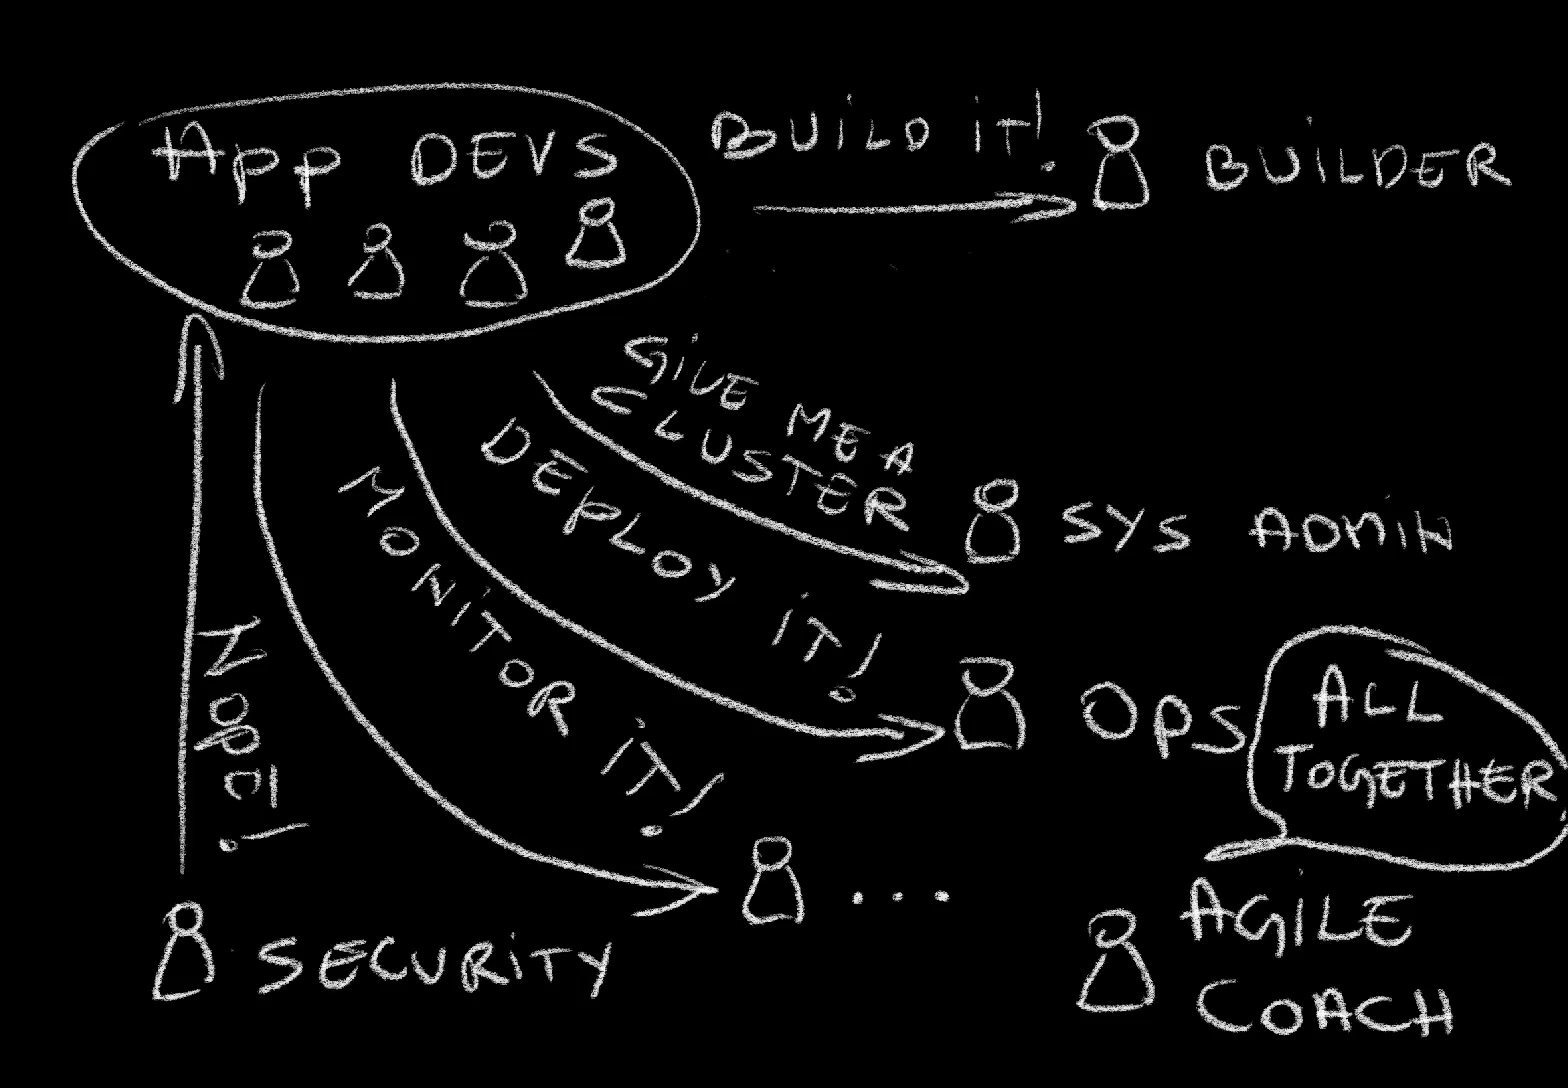 App DEVS
BUiLD iT!
BUiLDER
GiVE ME A
CLUSTER
SYS ADMiN
DEPLOY iT!
OPS
ALL
TOGETHER
MONiTOR iT!
...
NOPE!
SECURiTY
AGiLE
COACH